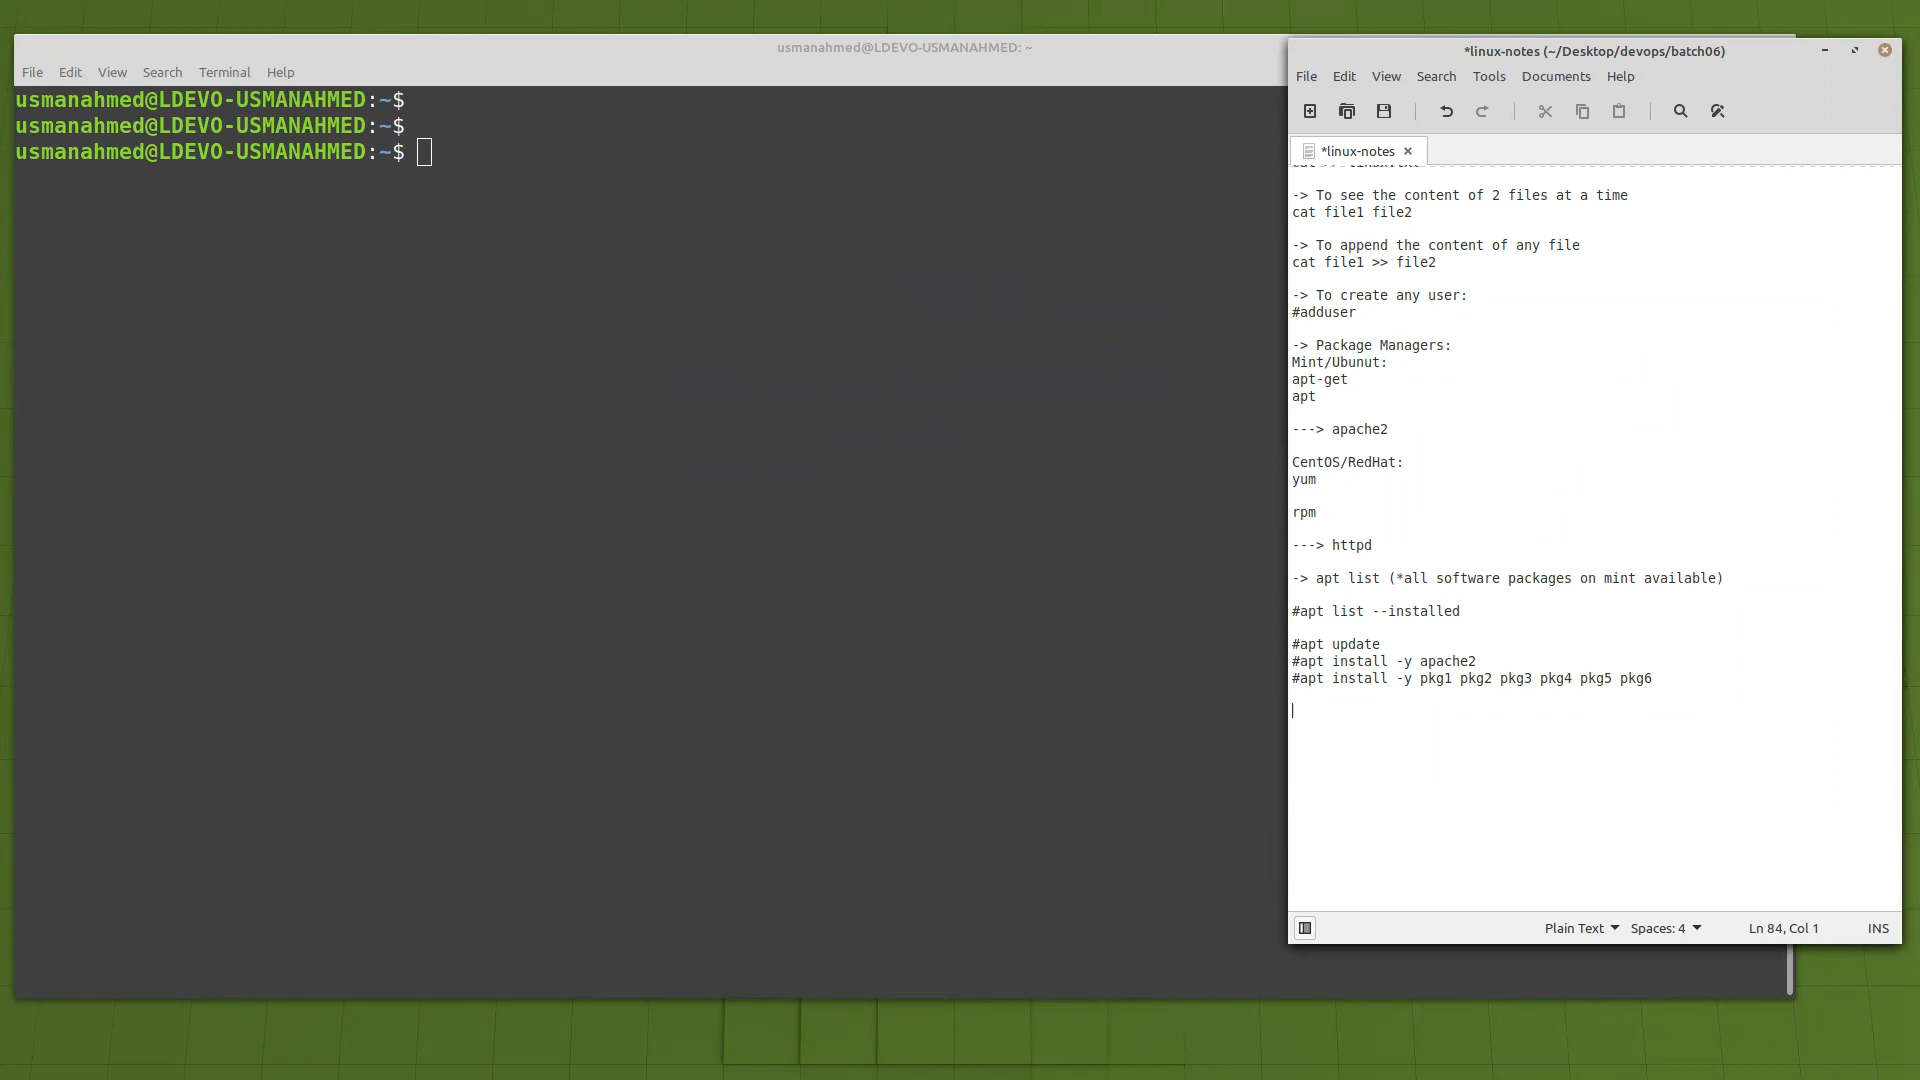 usmanahmed@LDEVO-USMANAHMED: ~
File Edit View Search Terminal Help
usmanahmed@LDEVO-USMANAHMED:~$
usmanahmed@LDEVO-USMANAHMED:~$
usmanahmed@LDEVO-USMANAHMED:~$
*linux-notes (~/Desktop/devops/batch06)
File Edit View Search Tools Documents Help
*linux-notes
-> To see the content of 2 files at a time
cat file1 file2
-> To append the content of any file
cat file1 >> file2
-> To create any user:
#adduser
-> Package Managers:
Mint/Ubunut:
apt-get
apt
---> apache2
CentOS/RedHat:
yum
rpm
---> httpd
-> apt list (*all software packages on mint available)
#apt list --installed
#apt update
#apt install -y apache2
#apt install -y pkg1 pkg2 pkg3 pkg4 pkg5 pkg6
Plain Text Spaces: 4 Ln 84, Col 1 INS